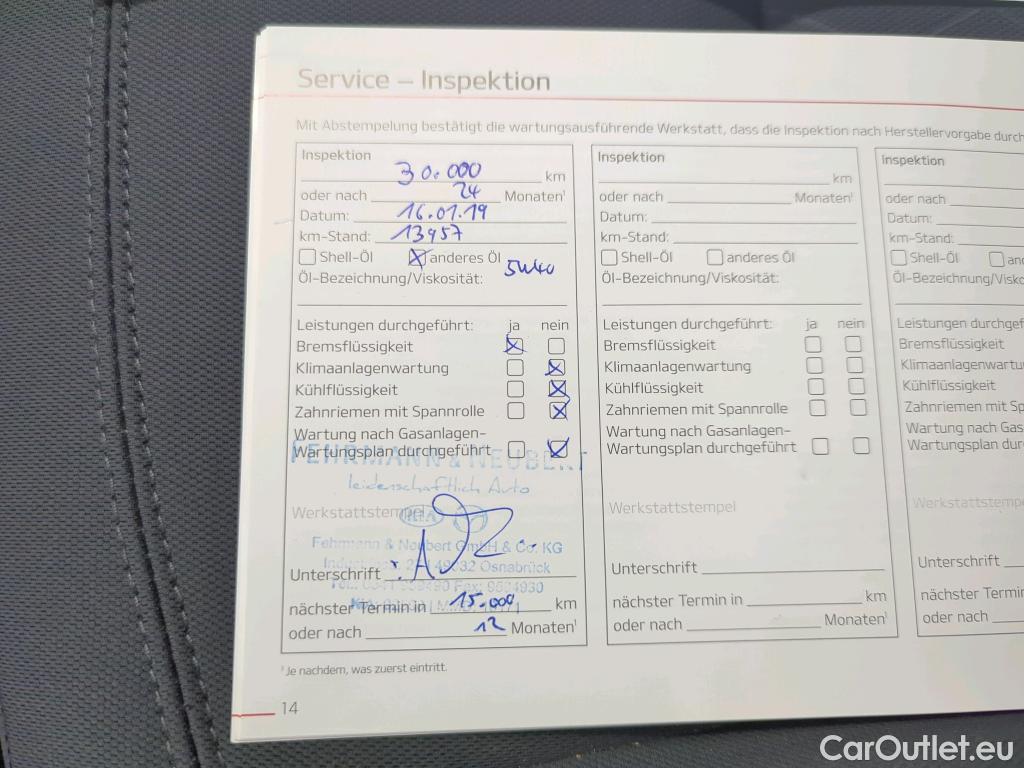 Service – Inspektion
Mit Abstempelung bestätigt die wartungsausführende Werkstatt, dass die Inspektion nach Herstellervorgabe durch
Inspektion
30.000 km
oder nach 24 Monaten¹
Datum: 16.01.19
km-Stand: 13957
Shell-Öl anderes Öl
Öl-Bezeichnung/Viskosität: 5W40
Leistungen durchgeführt: ja nein
Bremsflüssigkeit
Klimaanlagenwartung
Kühlflüssigkeit
Zahnriemen mit Spannrolle
Wartung nach Gasanlagen-
Wartungsplan durchgeführt
FEHRMANN & NEUBERT
leidenschaftlich Auto
Werkstattstempel
KIA
Fehrmann & Neubert GmbH & Co. KG
Osnabrück
Unterschrift
nächster Termin in 15.000 km
oder nach 12 Monaten¹
Inspektion
km
oder nach Monaten¹
Datum:
km-Stand:
Shell-Öl anderes Öl
Öl-Bezeichnung/Viskosität:
Leistungen durchgeführt: ja nein
Bremsflüssigkeit
Klimaanlagenwartung
Kühlflüssigkeit
Zahnriemen mit Spannrolle
Wartung nach Gasanlagen-
Wartungsplan durchgeführt
Werkstattstempel
Unterschrift
nächster Termin in km
oder nach Monaten¹
Inspektion
oder nach
Datum:
km-Stand:
Shell-Öl an
Öl-Bezeichnung/Visko
Leistungen durchgef
Bremsflüssigkeit
Klimaanlagenwartu
Kühlflüssigkeit
Zahnriemen mit Sp
Wartung nach Gas
Wartungsplan dur
Werkstattstempe
Unterschrift
nächster Termin
oder nach
¹ Je nachdem, was zuerst eintritt.
14
CarOutlet.eu